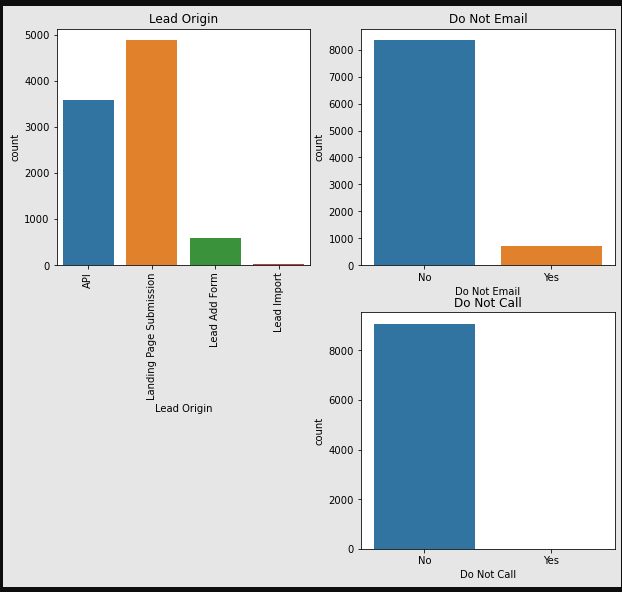 Lead Origin
5000
4000
3000
2000
1000
0
count
API
Landing Page Submission
Lead Add Form
Lead Import
Lead Origin
Do Not Email
8000
7000
6000
5000
4000
3000
2000
1000
0
count
No
Yes
Do Not Email
Do Not Call
8000
6000
4000
2000
0
count
No
Yes
Do Not Call